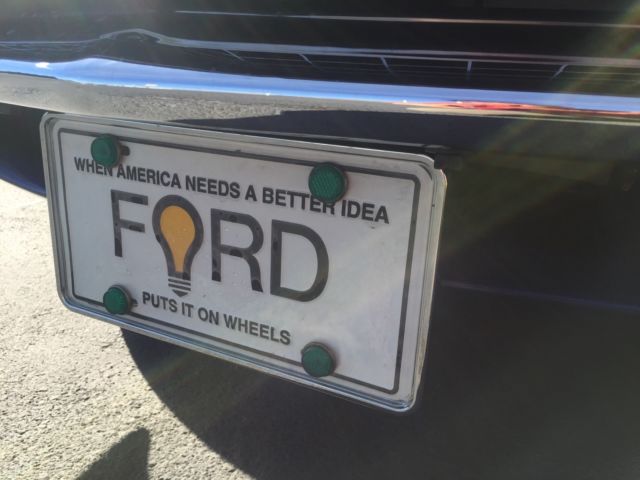 WHEN AMERICA NEEDS A BETTER IDEA
FORD
PUTS IT ON WHEELS